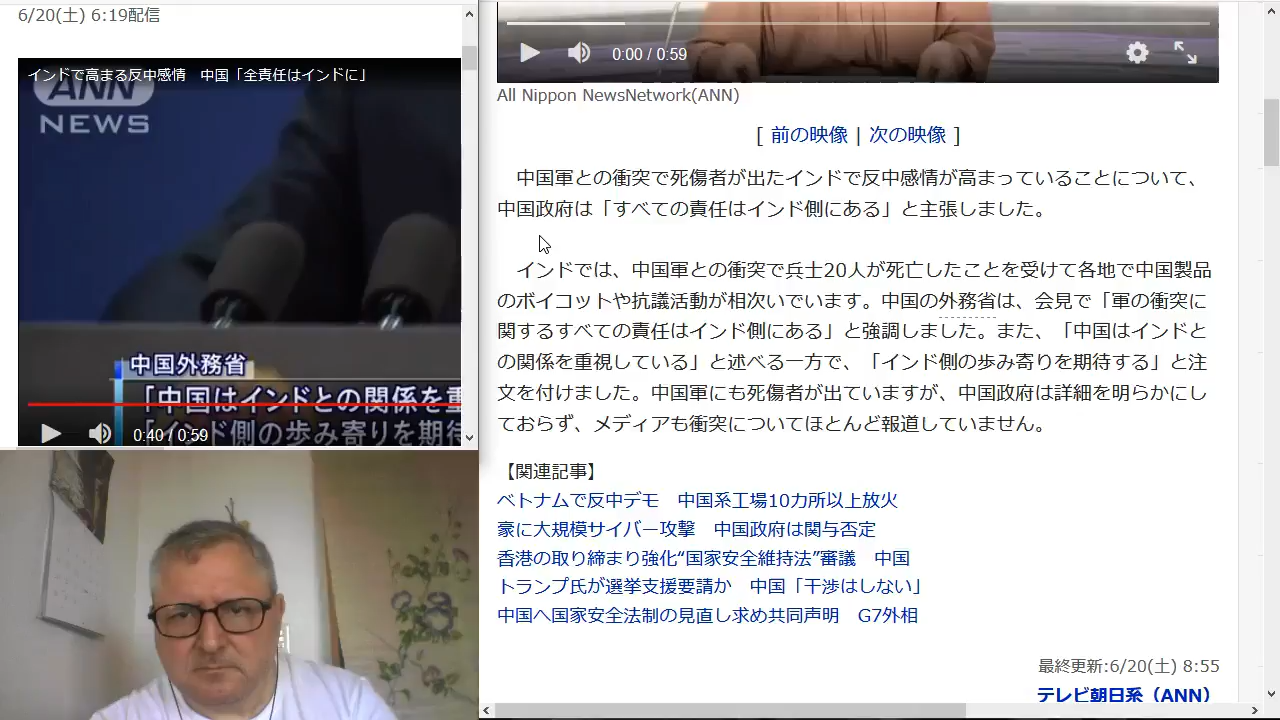 6/20(土) 6:19配信
インドで高まる反中感情　中国「全責任はインドに」
ANN
NEWS
中国外務省
「中国はインドとの関係を重
「インド側の歩み寄りを期待
0:40 / 0:59
0:00 / 0:59
All Nippon NewsNetwork(ANN)
[ 前の映像 | 次の映像 ]
中国軍との衝突で死傷者が出たインドで反中感情が高まっていることについて、
中国政府は「すべての責任はインド側にある」と主張しました。
インドでは、中国軍との衝突で兵士20人が死亡したことを受けて各地で中国製品
のボイコットや抗議活動が相次いでいます。中国の外務省は、会見で「軍の衝突に
関するすべての責任はインド側にある」と強調しました。また、「中国はインドと
の関係を重視している」と述べる一方で、「インド側の歩み寄りを期待する」と注
文を付けました。中国軍にも死傷者が出ていますが、中国政府は詳細を明らかにし
ておらず、メディアも衝突についてほとんど報道していません。
【関連記事】
ベトナムで反中デモ　中国系工場10カ所以上放火
豪に大規模サイバー攻撃　中国政府は関与否定
香港の取り締まり強化“国家安全維持法”審議　中国
トランプ氏が選挙支援要請か　中国「干渉はしない」
中国へ国家安全法制の見直し求め共同声明　G7外相
最終更新:6/20(土) 8:55
テレビ朝日系（ANN）